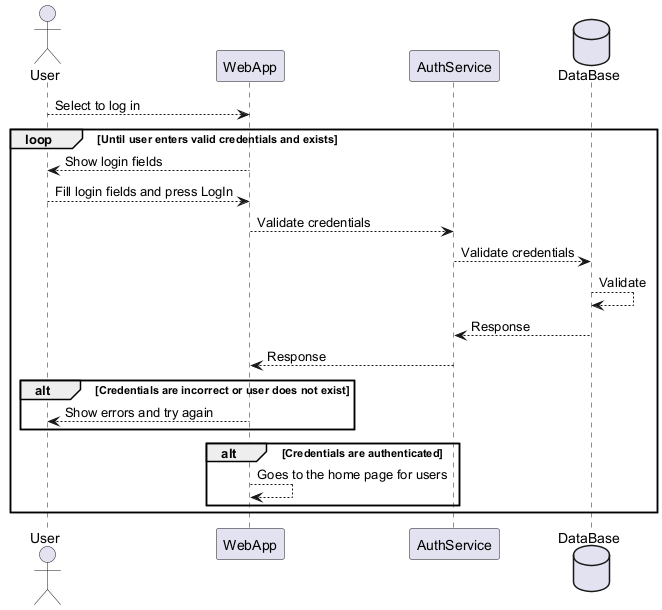 User
WebApp
AuthService
DataBase
Select to log in
loop [Until user enters valid credentials and exists]
Show login fields
Fill login fields and press LogIn
Validate credentials
Validate credentials
Validate
Response
Response
alt [Credentials are incorrect or user does not exist]
Show errors and try again
alt [Credentials are authenticated]
Goes to the home page for users
User
WebApp
AuthService
DataBase